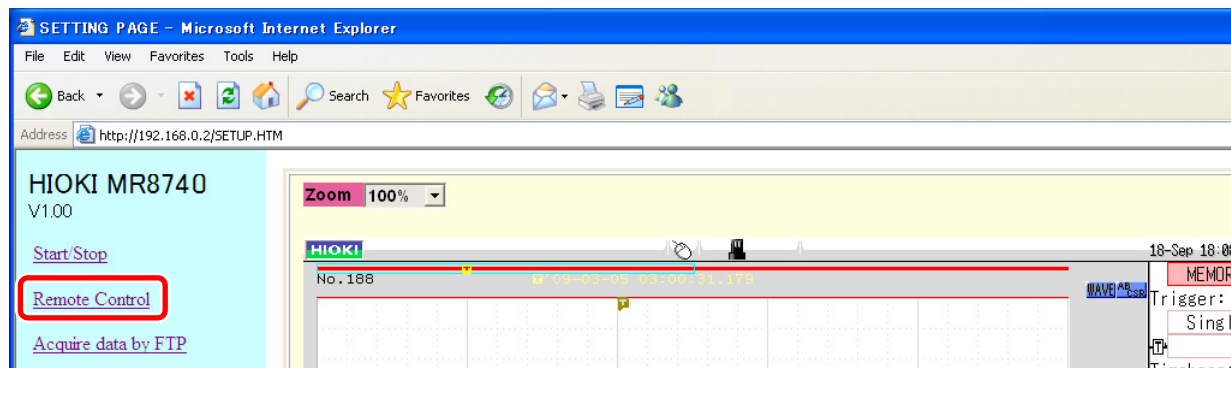 SETTING PAGE - Microsoft Internet Explorer
File Edit View Favorites Tools Help
Back Search Favorites
Address http://192.168.0.2/SETUP.HTM
HIOKI MR8740
V1.00
Start/Stop
Remote Control
Acquire data by FTP
Zoom 100%
HIOKI 18-Sep 18:0
No.188 '09-03-05 03:00:31.179
WAVE AB CSR
MEMOR
Trigger:
Singl
T